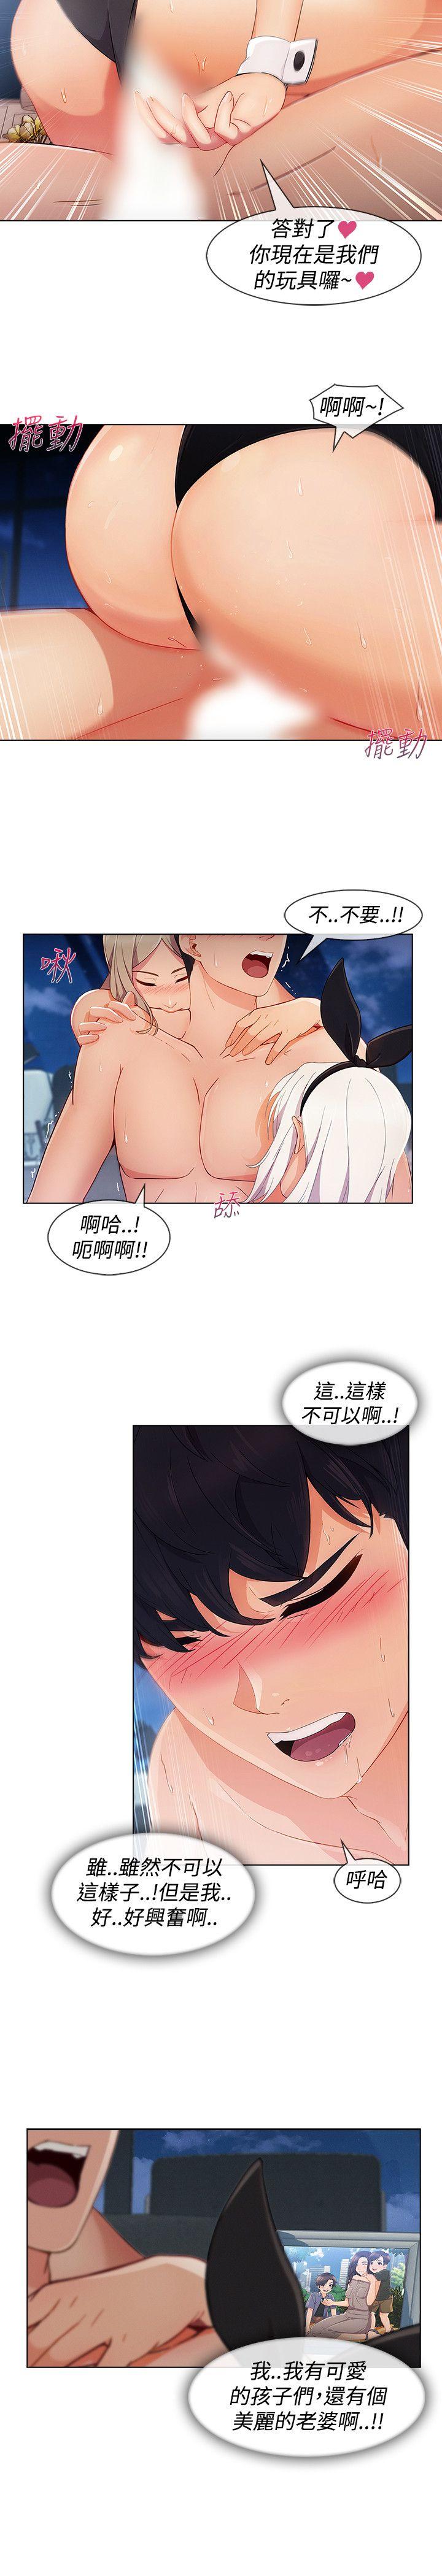 答對了♥
你現在是我們
的玩具囉~♥
啊啊~!
擺動
擺動
不..不要..!!
啾
舔
啊哈..!
呃啊啊!!
這..這樣
不可以啊..!
雖..雖然不可以
這樣子..!但是我..
好..好興奮啊..
呼哈
我..我有可愛
的孩子們,還有個
美麗的老婆啊..!!